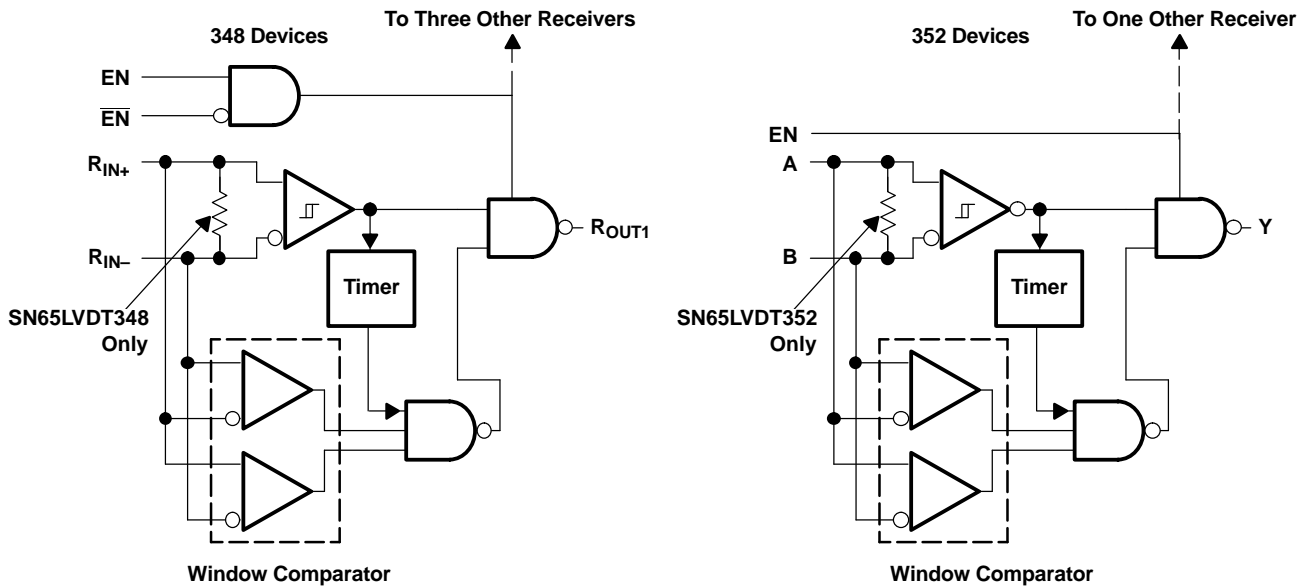 348 Devices
To Three Other Receivers
EN
E̅N̅
RIN+
RIN–
SN65LVDT348
Only
Timer
ROUT1
Window Comparator
352 Devices
To One Other Receiver
EN
A
B
SN65LVDT352
Only
Timer
Y
Window Comparator